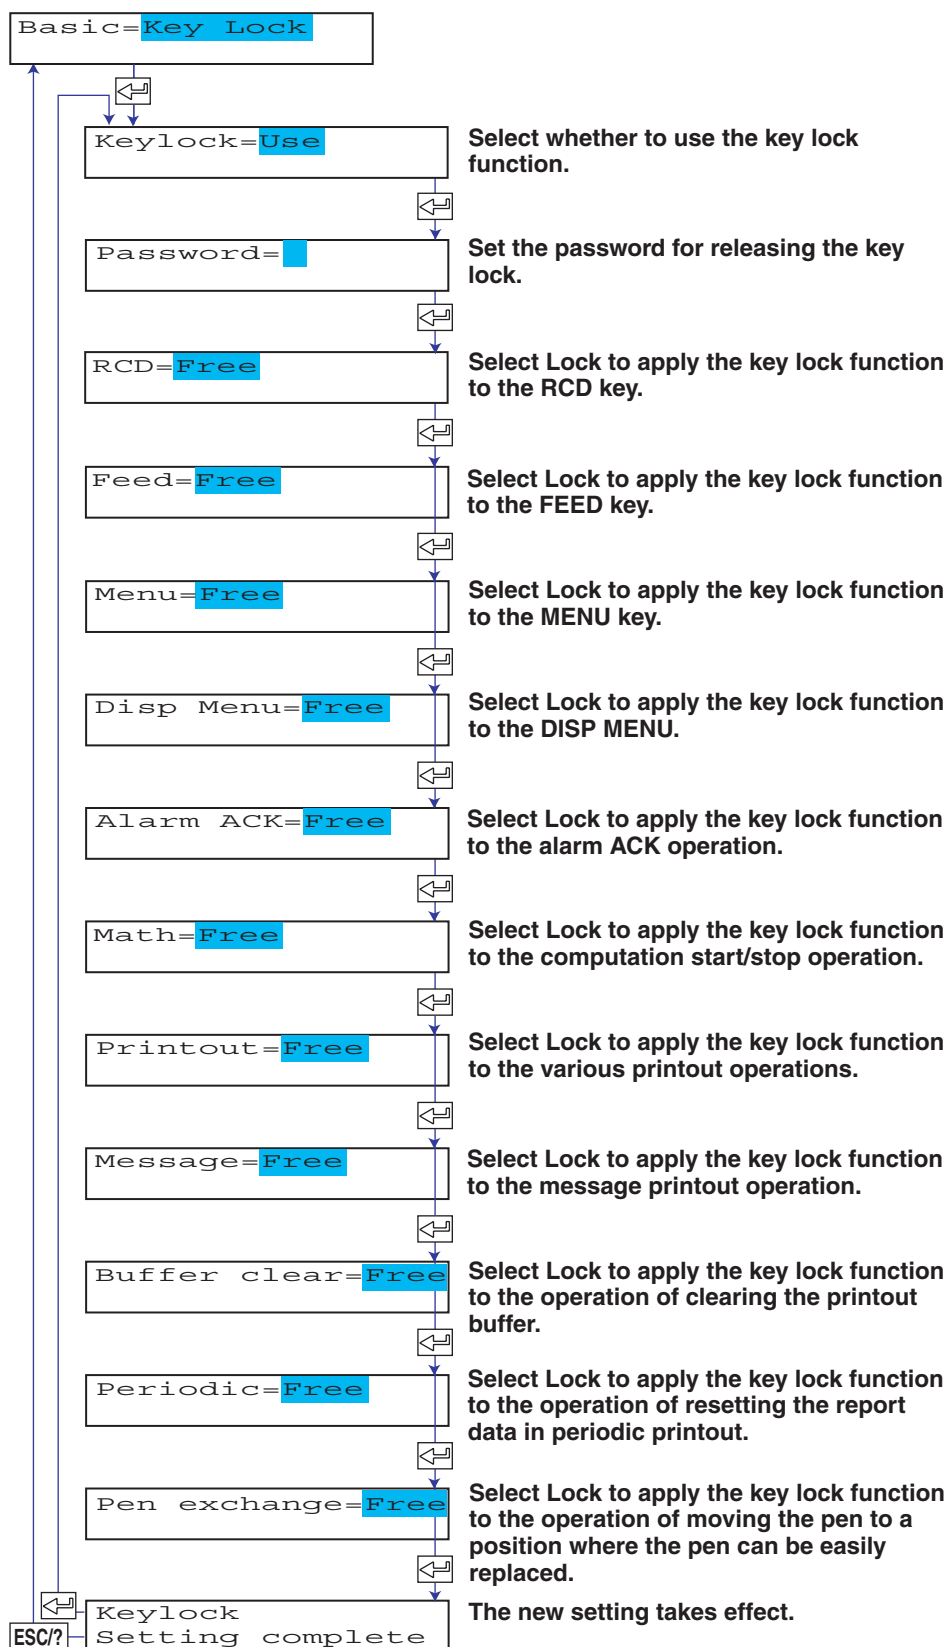 Basic=Key Lock
Keylock=Use
Select whether to use the key lock
function.
Password=
Set the password for releasing the key
lock.
RCD=Free
Select Lock to apply the key lock function
to the RCD key.
Feed=Free
Select Lock to apply the key lock function
to the FEED key.
Menu=Free
Select Lock to apply the key lock function
to the MENU key.
Disp Menu=Free
Select Lock to apply the key lock function
to the DISP MENU.
Alarm ACK=Free
Select Lock to apply the key lock function
to the alarm ACK operation.
Math=Free
Select Lock to apply the key lock function
to the computation start/stop operation.
Printout=Free
Select Lock to apply the key lock function
to the various printout operations.
Message=Free
Select Lock to apply the key lock function
to the message printout operation.
Buffer clear=Free
Select Lock to apply the key lock function
to the operation of clearing the printout
buffer.
Periodic=Free
Select Lock to apply the key lock function
to the operation of resetting the report
data in periodic printout.
Pen exchange=Free
Select Lock to apply the key lock function
to the operation of moving the pen to a
position where the pen can be easily
replaced.
Keylock
Setting complete
The new setting takes effect.
ESC/?